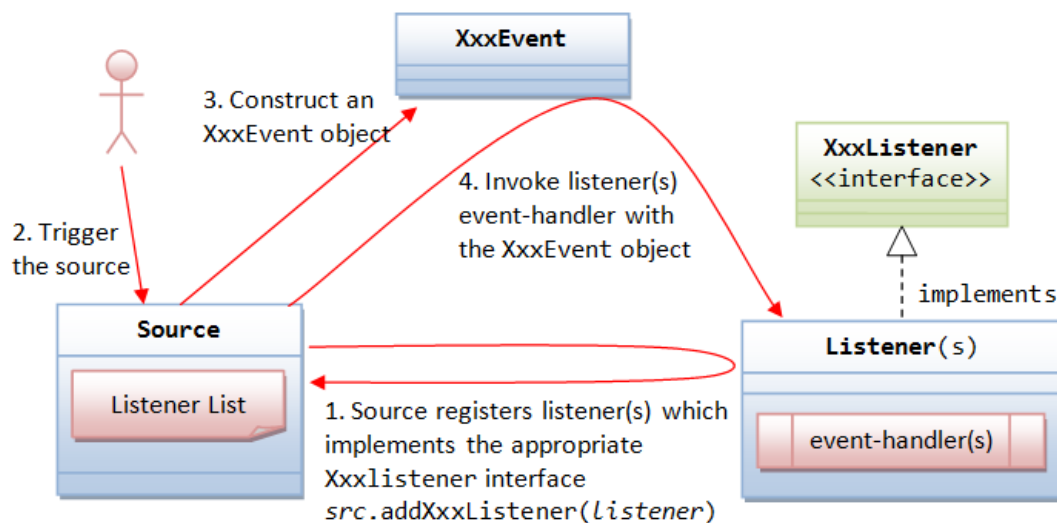 XxxEvent
3. Construct an
XxxEvent object
XxxListener
<<interface>>
4. Invoke listener(s)
event-handler with
the XxxEvent object
2. Trigger
the source
implements
Source
Listener(s)
Listener List
event-handler(s)
1. Source registers listener(s) which
implements the appropriate
Xxxlistener interface
src.addXxxListener(listener)